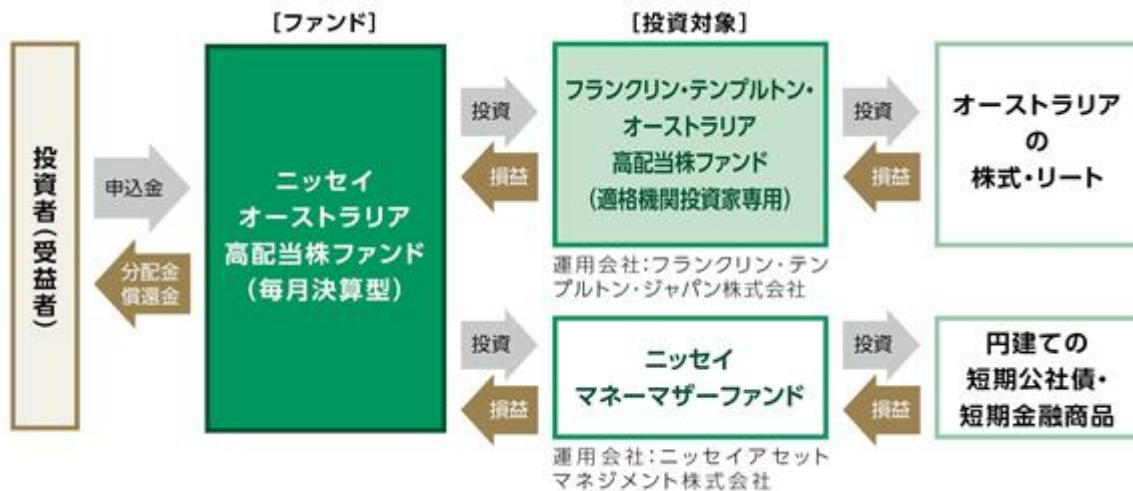 [ファンド]
[投資対象]
投資者(受益者)
申込金
分配金
償還金
ニッセイ
オーストラリア
高配当株ファンド
(毎月決算型)
投資
損益
フランクリン・テンプルトン・
オーストラリア
高配当株ファンド
(適格機関投資家専用)
運用会社:フランクリン・テン
プルトン・ジャパン株式会社
投資
損益
オーストラリア
の
株式・リート
投資
損益
ニッセイ
マネーマザーファンド
運用会社:ニッセイアセット
マネジメント株式会社
投資
損益
円建ての
短期公社債・
短期金融商品